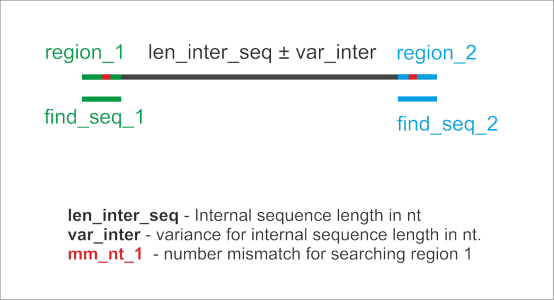 region_1 len_inter_seq ± var_inter region_2
find_seq_1 find_seq_2
len_inter_seq - Internal sequence length in nt
var_inter - variance for internal sequence length in nt.
mm_nt_1 - number mismatch for searching region 1